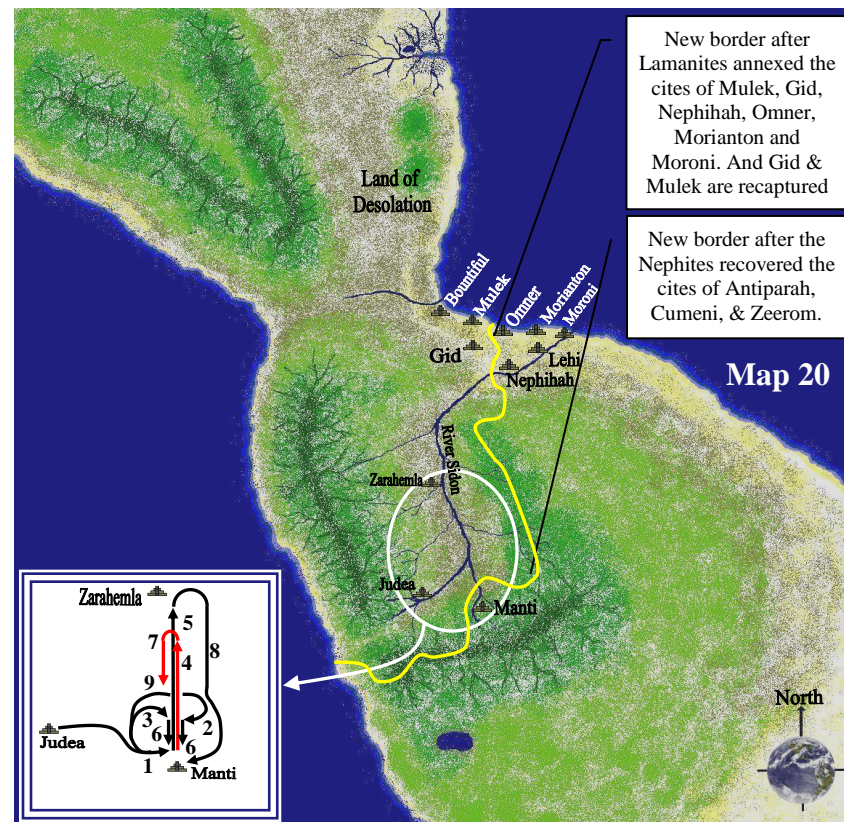 New border after
Lamanites annexed the
cites of Mulek, Gid,
Nephihah, Omner,
Morianton and
Moroni. And Gid &
Mulek are recaptured
New border after the
Nephites recovered the
cites of Antiparah,
Cumeni, & Zeerom.
Land of
Desolation
Bountiful
Mulek
Omner
Morianton
Moroni
Gid
Lehi
Nephihah
Map 20
River Sidon
Zarahemla
Judea
Manti
North
Zarahemla
5
7
4
8
9
3
2
6
6
Judea
1
Manti